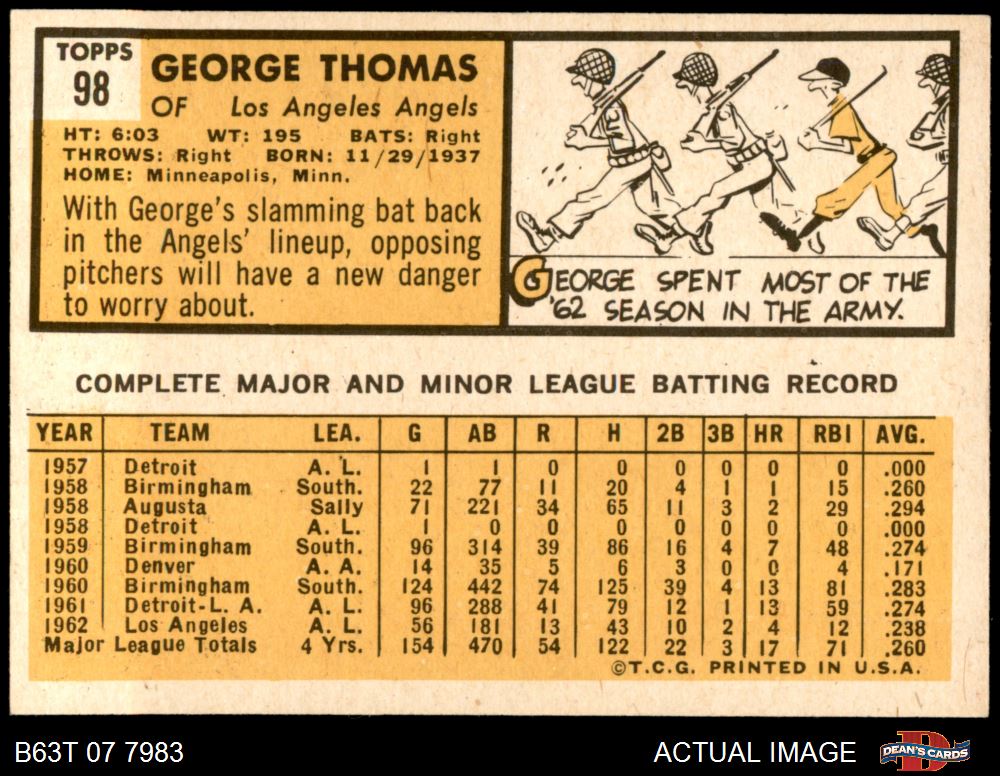 TOPPS
98
GEORGE THOMAS
OF Los Angeles Angels
HT: 6:03 WT: 195 BATS: Right
THROWS: Right BORN: 11/29/1937
HOME: Minneapolis, Minn.
With George's slamming bat back
in the Angels' lineup, opposing
pitchers will have a new danger
to worry about.
GEORGE SPENT MOST OF THE
'62 SEASON IN THE ARMY.
COMPLETE MAJOR AND MINOR LEAGUE BATTING RECORD
YEAR TEAM LEA. G AB R H 2B 3B HR RBI AVG.
1957 Detroit A. L. 1 1 0 0 0 0 0 0 .000
1958 Birmingham South. 22 77 11 20 4 1 1 15 .260
1958 Augusta Sally 71 221 34 65 11 3 2 29 .294
1958 Detroit A. L. 1 0 0 0 0 0 0 0 .000
1959 Birmingham South. 96 314 39 86 16 4 7 48 .274
1960 Denver A. A. 14 35 5 6 3 0 0 4 .171
1960 Birmingham South. 124 442 74 125 39 4 13 81 .283
1961 Detroit-L. A. A. L. 96 288 41 79 12 1 13 59 .274
1962 Los Angeles A. L. 56 181 13 43 10 2 4 12 .238
Major League Totals 4 Yrs. 154 470 54 122 22 3 17 71 .260
©T.C.G. PRINTED IN U.S.A.
B63T 07 7983 ACTUAL IMAGE DEAN'S CARDS